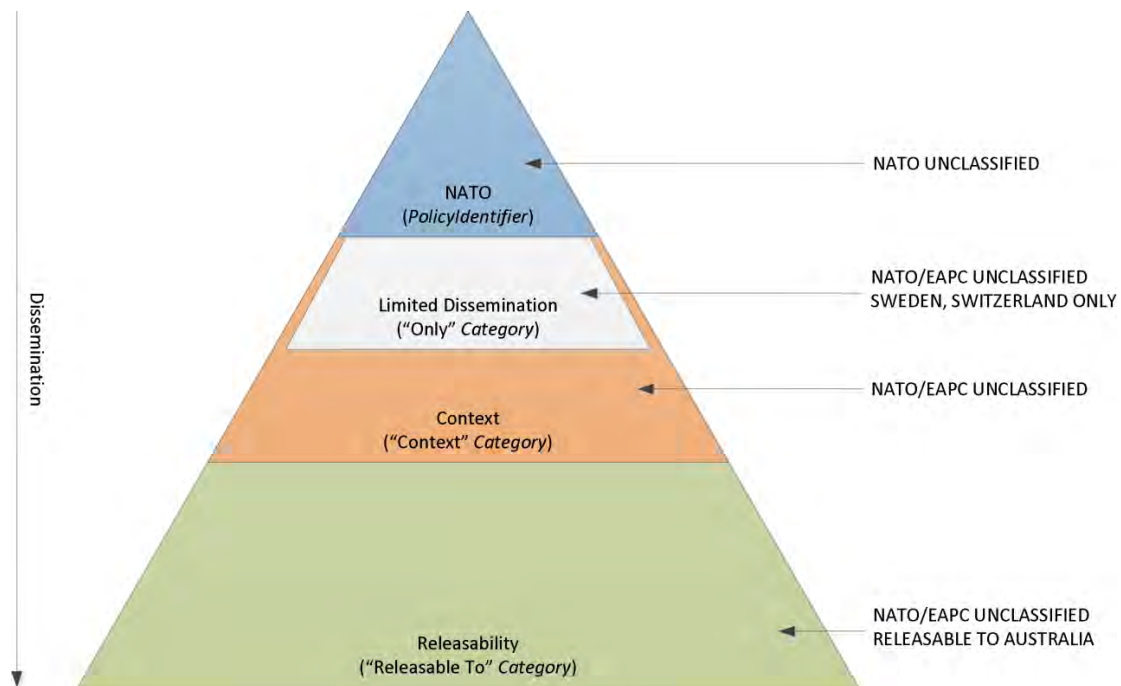 NATO UNCLASSIFIED
NATO
(PolicyIdentifier)
NATO/EAPC UNCLASSIFIED
SWEDEN, SWITZERLAND ONLY
Limited Dissemination
(“Only” Category)
Dissemination
NATO/EAPC UNCLASSIFIED
Context
(“Context” Category)
NATO/EAPC UNCLASSIFIED
RELEASABLE TO AUSTRALIA
Releasability
(“Releasable To” Category)